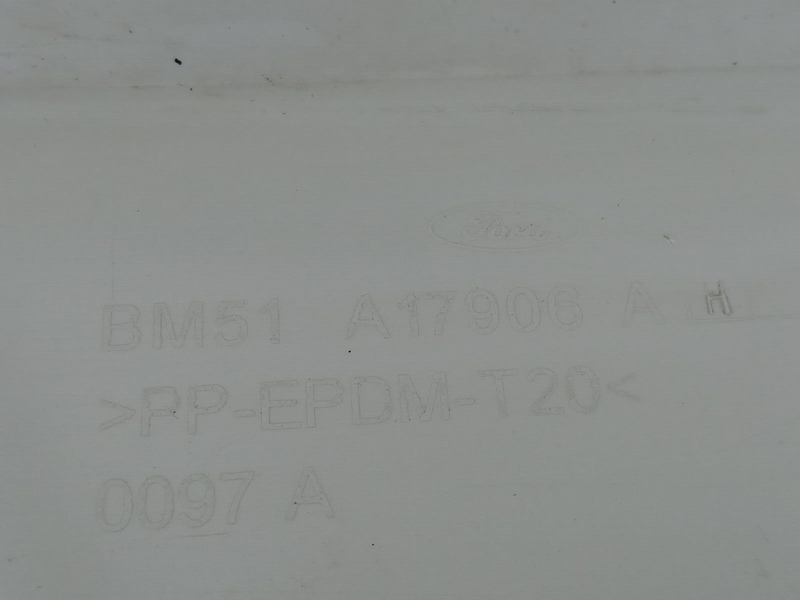 Ford
BM51 A17906 A H
>PP-EPDM-T20<
0097 A